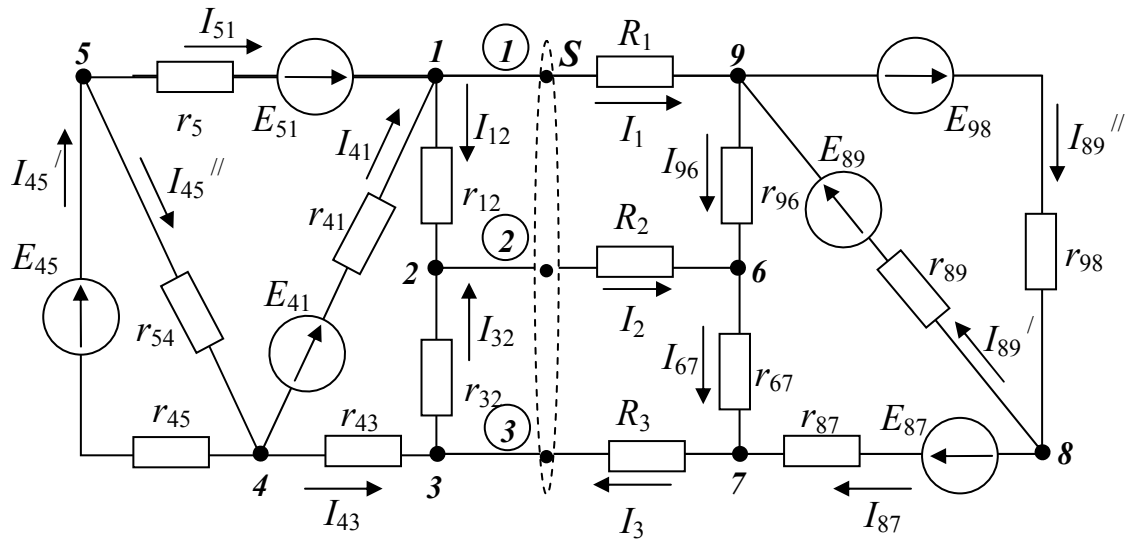 5 I51 1 1 S R1 9
r5 E51 I12 I1 E98
I45/ I45// I41 I96 E89 I89//
r41 r12 2 R2 r96
E45 r54 E41 2 I2 6 r89 r98
I32 I67 r67 I89/
r45 r43 r32 3 R3 r87 E87
4 I43 3 I3 7 I87 8